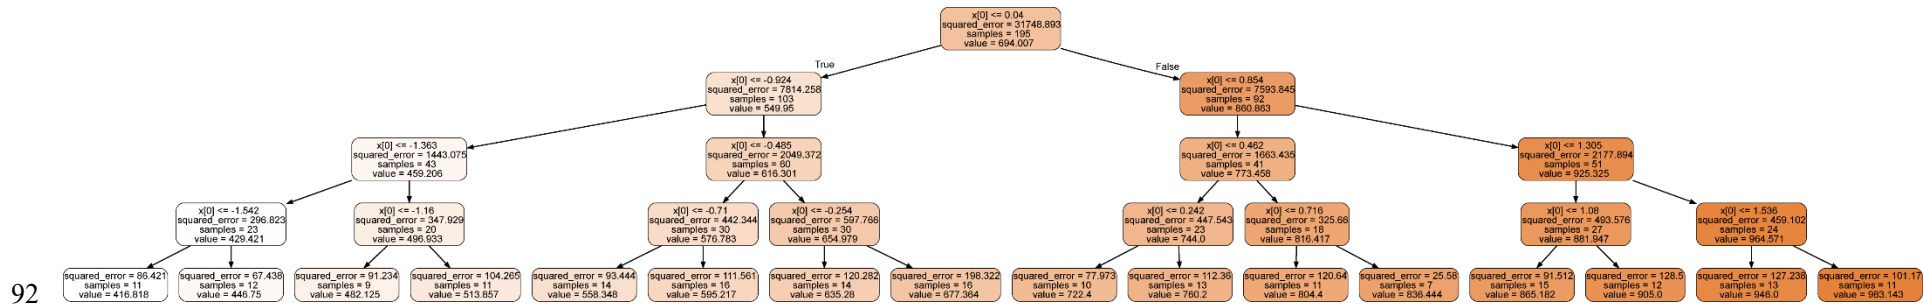 x[0] <= 0.04
squared_error = 31748.893
samples = 195
value = 694.007
True
False
x[0] <= -0.924
squared_error = 7814.258
samples = 103
value = 549.95
x[0] <= 0.854
squared_error = 7593.845
samples = 92
value = 860.863
x[0] <= -1.363
squared_error = 1443.075
samples = 43
value = 459.206
x[0] <= -0.485
squared_error = 2049.372
samples = 60
value = 616.301
x[0] <= 0.462
squared_error = 1663.435
samples = 41
value = 773.458
x[0] <= 1.305
squared_error = 2177.894
samples = 51
value = 925.325
x[0] <= -1.542
squared_error = 296.823
samples = 23
value = 429.421
x[0] <= -1.16
squared_error = 347.929
samples = 20
value = 496.933
x[0] <= -0.71
squared_error = 442.344
samples = 30
value = 576.783
x[0] <= -0.254
squared_error = 597.766
samples = 30
value = 654.979
x[0] <= 0.242
squared_error = 447.543
samples = 23
value = 744.0
x[0] <= 0.716
squared_error = 325.66
samples = 18
value = 816.417
x[0] <= 1.08
squared_error = 493.576
samples = 27
value = 881.947
x[0] <= 1.536
squared_error = 459.102
samples = 24
value = 964.571
squared_error = 86.421
samples = 11
value = 416.818
squared_error = 67.438
samples = 12
value = 446.75
squared_error = 91.234
samples = 9
value = 482.125
squared_error = 104.265
samples = 11
value = 513.857
squared_error = 93.444
samples = 14
value = 558.348
squared_error = 111.561
samples = 16
value = 595.217
squared_error = 120.282
samples = 14
value = 635.28
squared_error = 198.322
samples = 16
value = 677.364
squared_error = 77.973
samples = 10
value = 722.4
squared_error = 112.36
samples = 13
value = 760.2
squared_error = 120.64
samples = 11
value = 804.4
squared_error = 25.58
samples = 7
value = 836.444
squared_error = 91.512
samples = 15
value = 865.182
squared_error = 128.5
samples = 12
value = 905.0
squared_error = 127.238
samples = 13
value = 946.0
squared_error = 101.17
samples = 11
value = 983.143
92